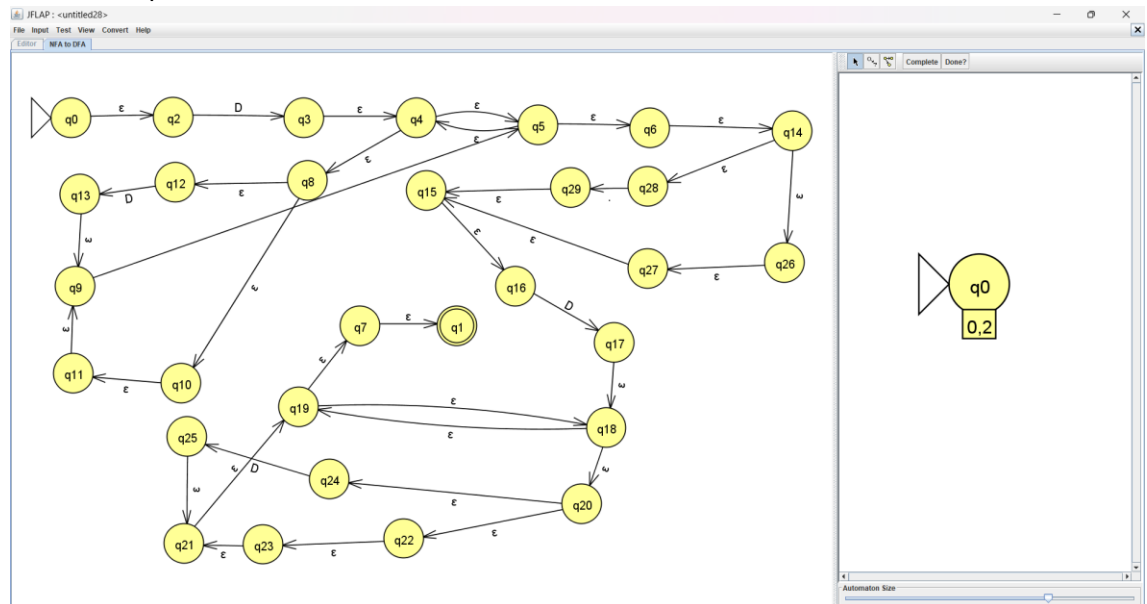 JFLAP : <untitled28>
File Input Test View Convert Help
Editor NFA to DFA
Complete Done?
q0 ε q2 D q3 ε q4 ε q5 ε q6 ε q14
ε
ε ε
q13 D q12 ε q8 q15 ε q29 . q28 ε
ε ε ε ε
q9 q27 ε q26
q16
ε ε D
q7 ε q1 q17
q11 ε q10 ε ε
q19 ε q18
ε
q25 ε
ε D q24 ε q20
ε
q21 ε q23 ε q22 ε
q0
0,2
Automaton Size